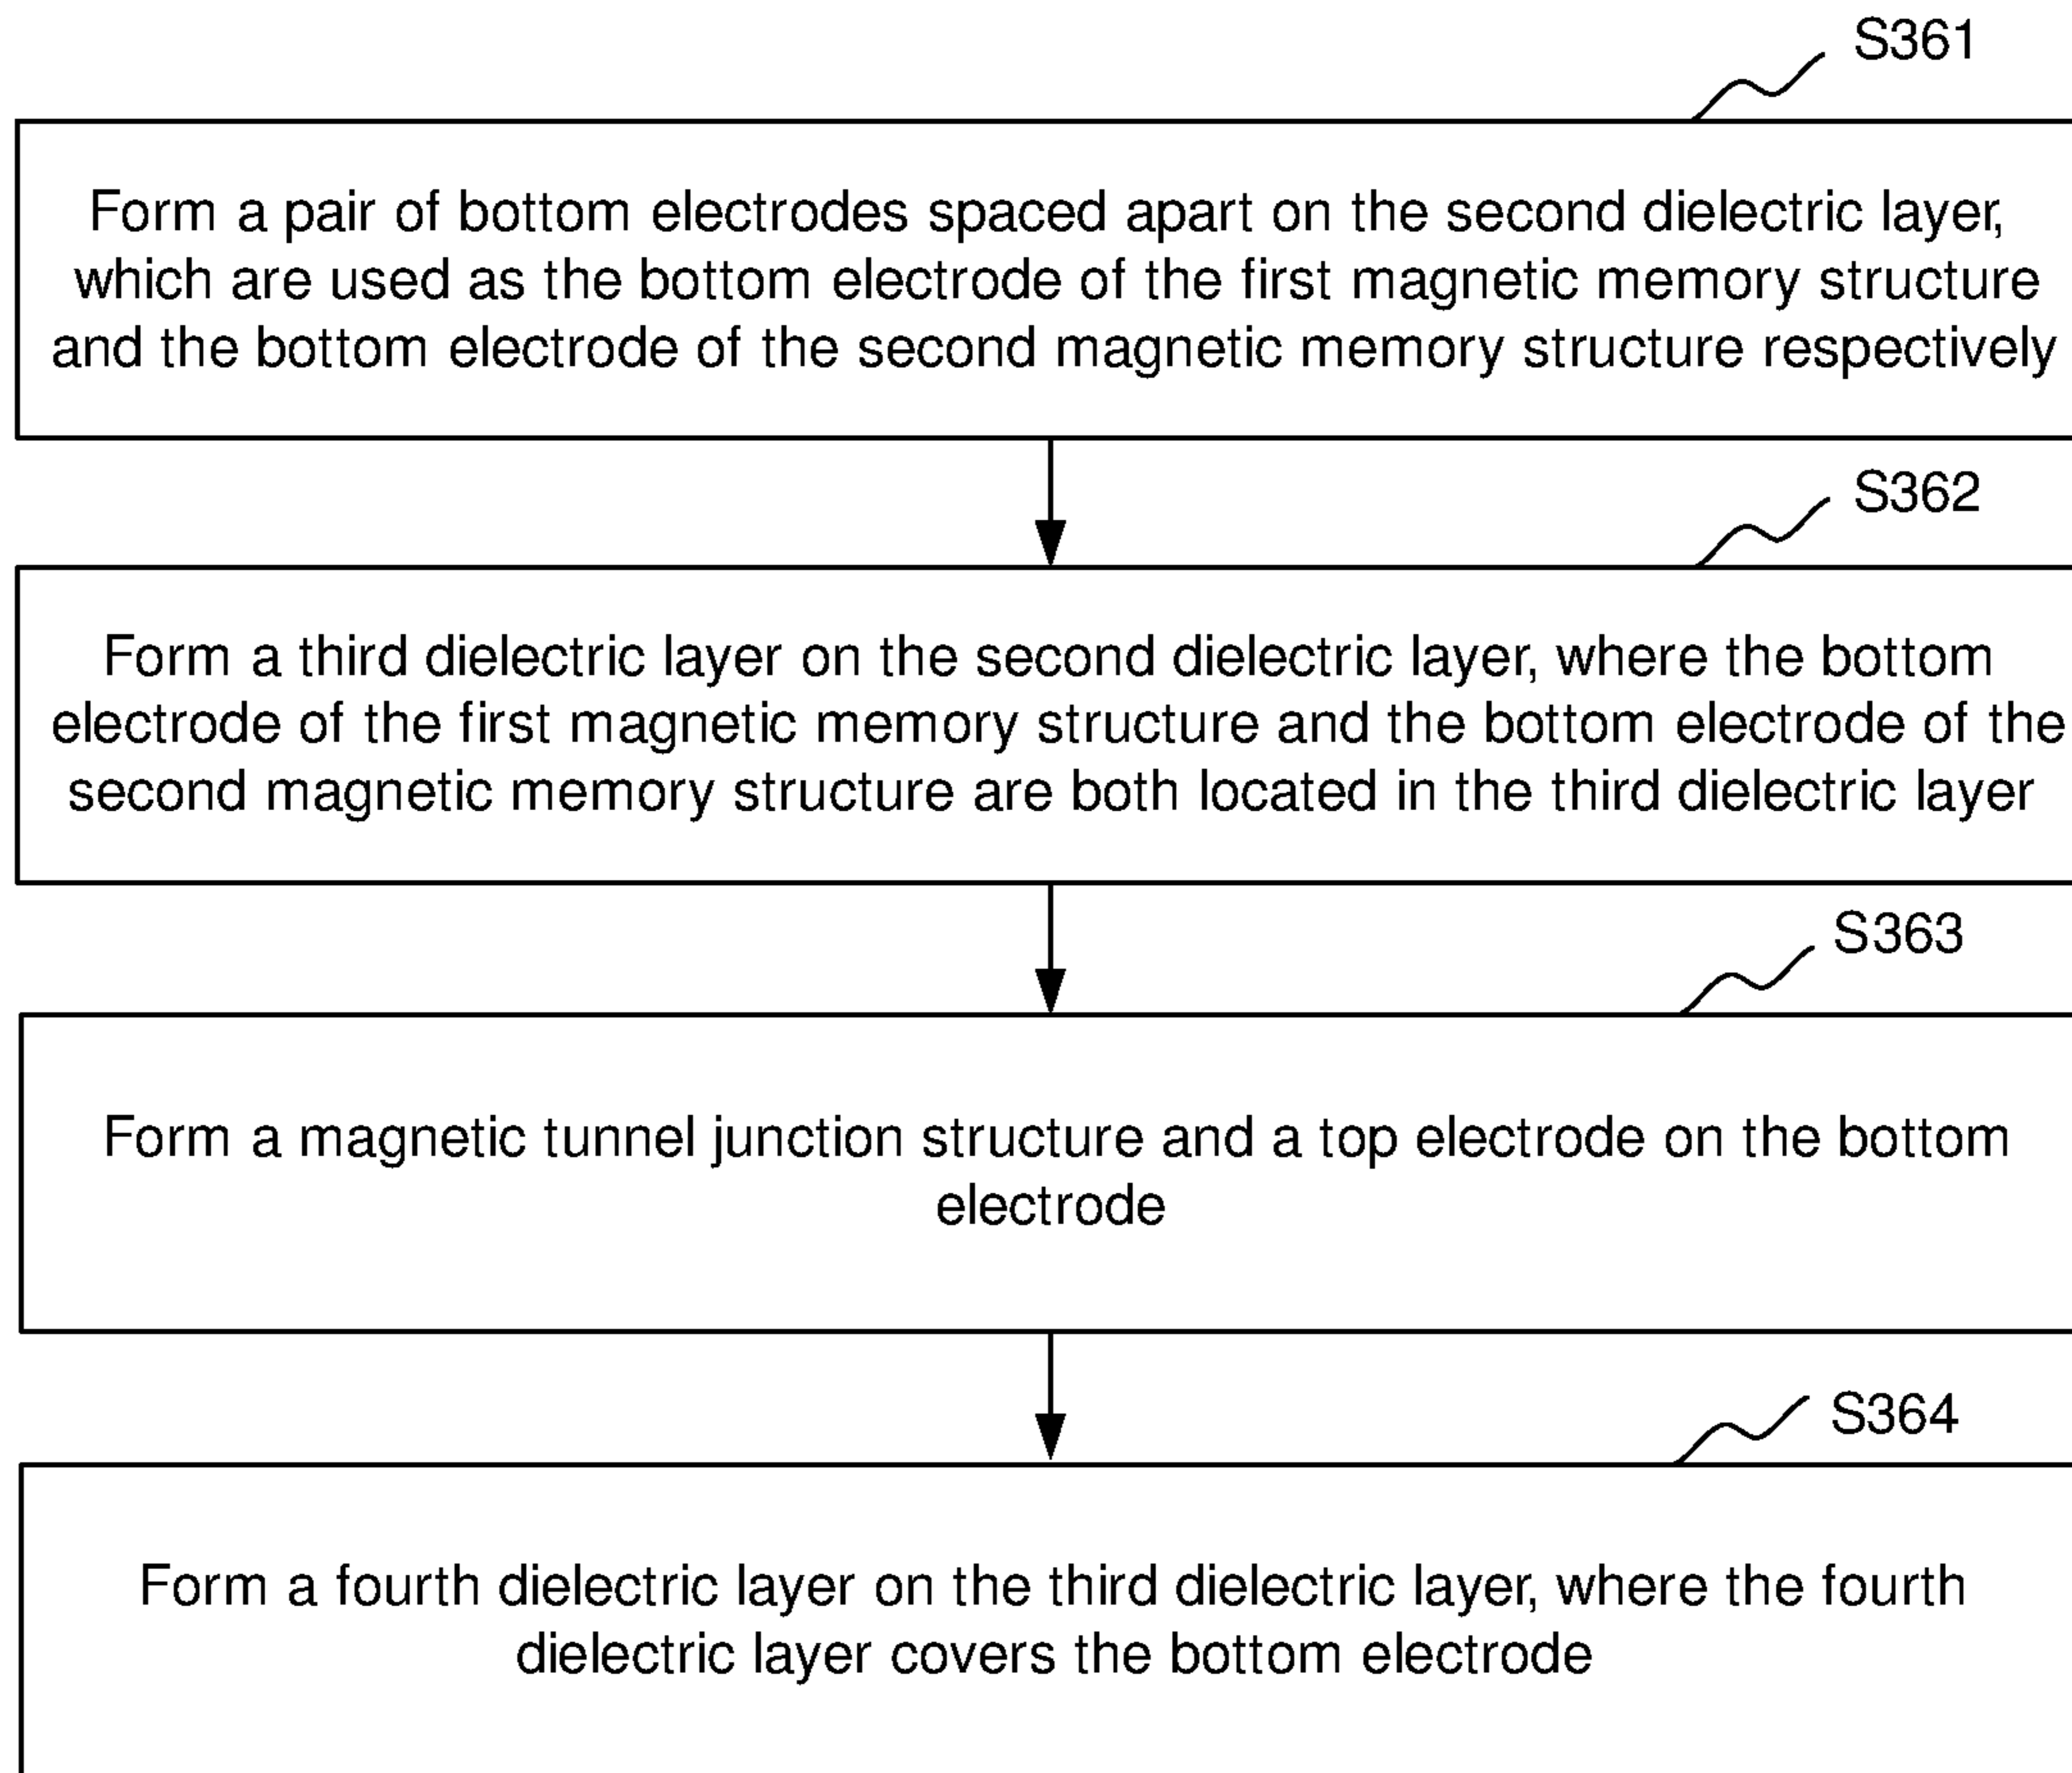 S361
Form a pair of bottom electrodes spaced apart on the second dielectric layer,
which are used as the bottom electrode of the first magnetic memory structure
and the bottom electrode of the second magnetic memory structure respectively
S362
Form a third dielectric layer on the second dielectric layer, where the bottom
electrode of the first magnetic memory structure and the bottom electrode of the
second magnetic memory structure are both located in the third dielectric layer
S363
Form a magnetic tunnel junction structure and a top electrode on the bottom
electrode
S364
Form a fourth dielectric layer on the third dielectric layer, where the fourth
dielectric layer covers the bottom electrode